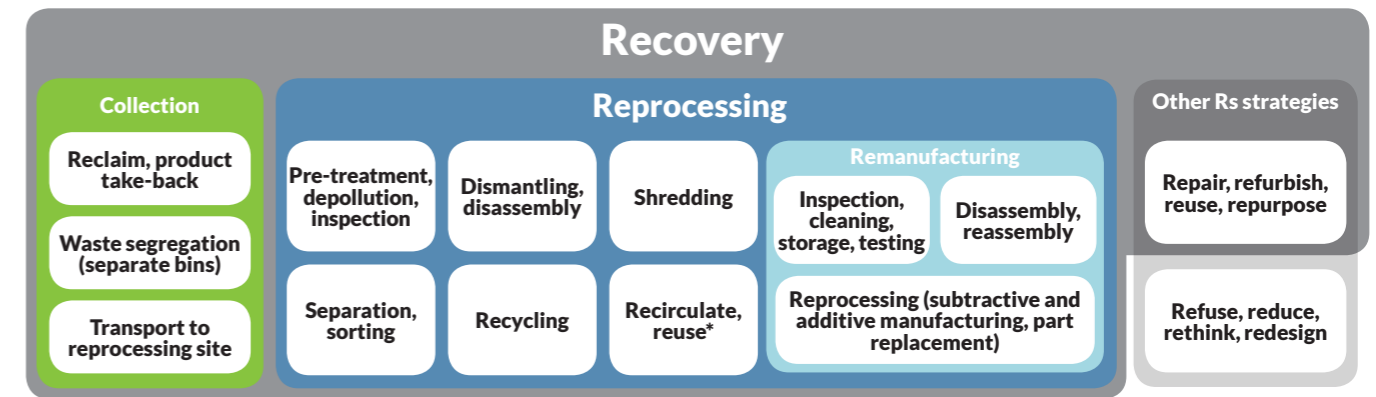 Recovery
Collection
Reclaim, product
take-back
Waste segregation
(separate bins)
Transport to
reprocessing site
Reprocessing
Pre-treatment,
depollution,
inspection
Dismantling,
disassembly
Shredding
Separation,
sorting
Recycling
Recirculate,
reuse*
Remanufacturing
Inspection,
cleaning,
storage, testing
Disassembly,
reassembly
Reprocessing (subtractive and
additive manufacturing, part
replacement)
Other Rs strategies
Repair, refurbish,
reuse, repurpose
Refuse, reduce,
rethink, redesign